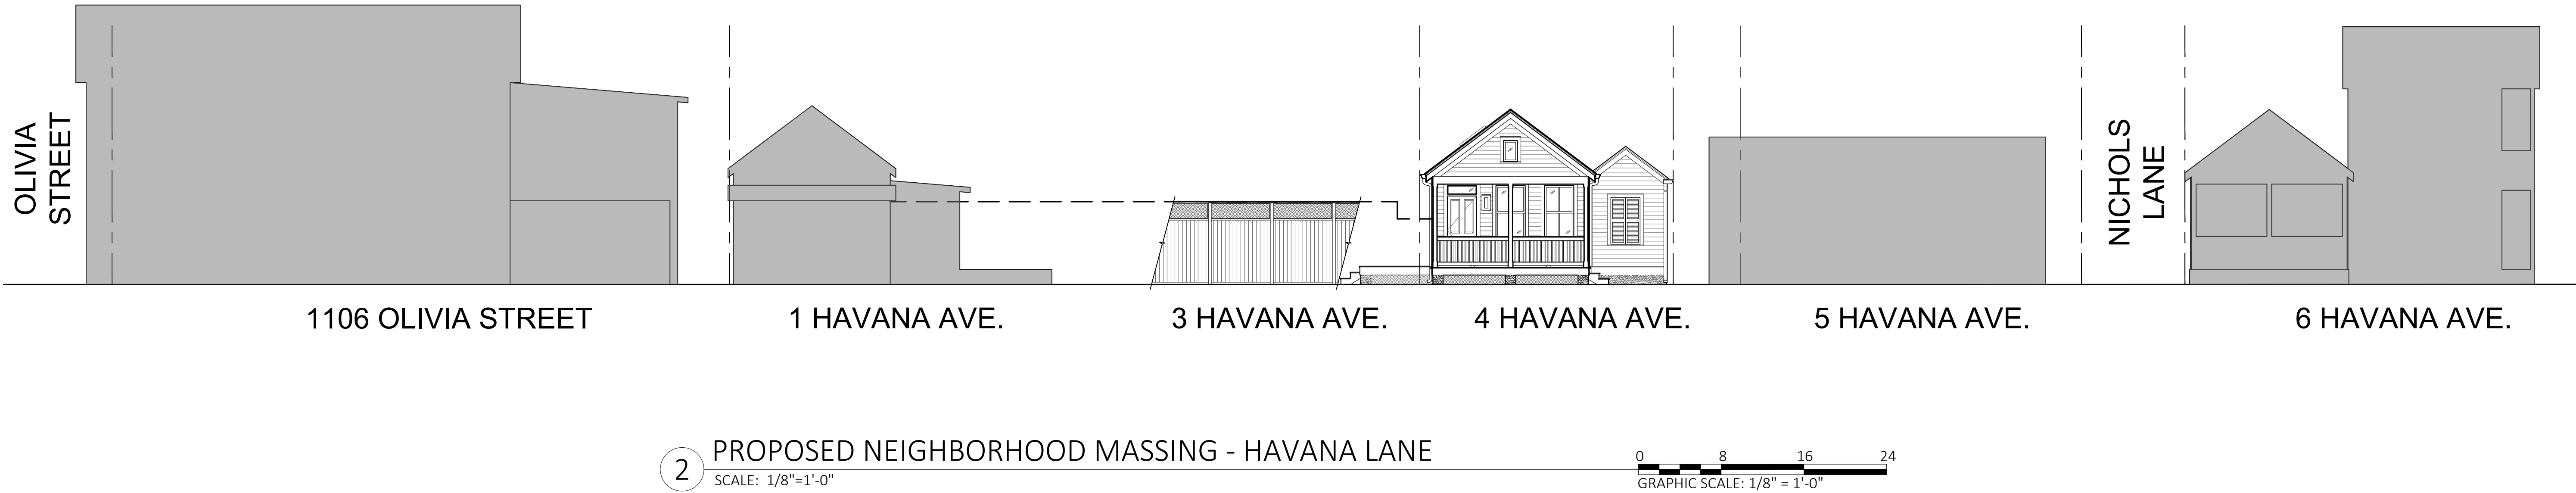 OLIVIA
STREET
NICHOLS
LANE
1106 OLIVIA STREET
1 HAVANA AVE.
3 HAVANA AVE.
4 HAVANA AVE.
5 HAVANA AVE.
6 HAVANA AVE.
2
PROPOSED NEIGHBORHOOD MASSING - HAVANA LANE
SCALE: 1/8"=1'-0"
0 8 16 24
GRAPHIC SCALE: 1/8" = 1'-0"